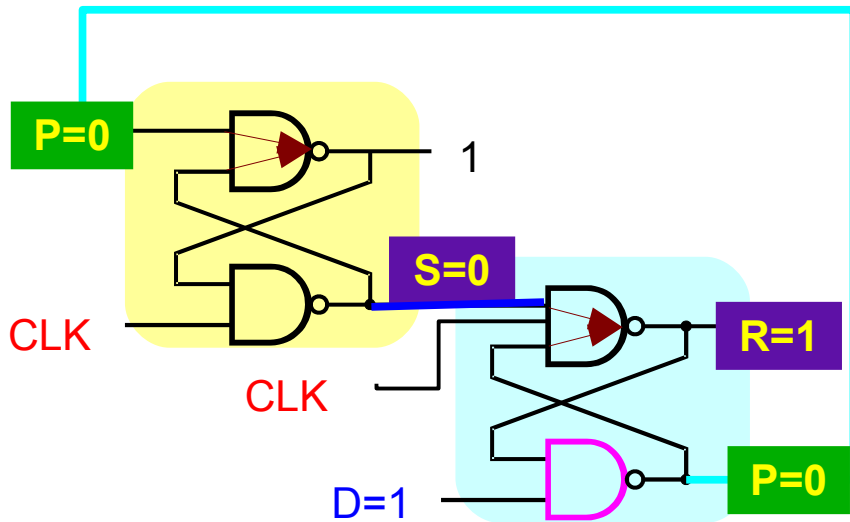 P=0
1
S=0
CLK
R=1
CLK
P=0
D=1